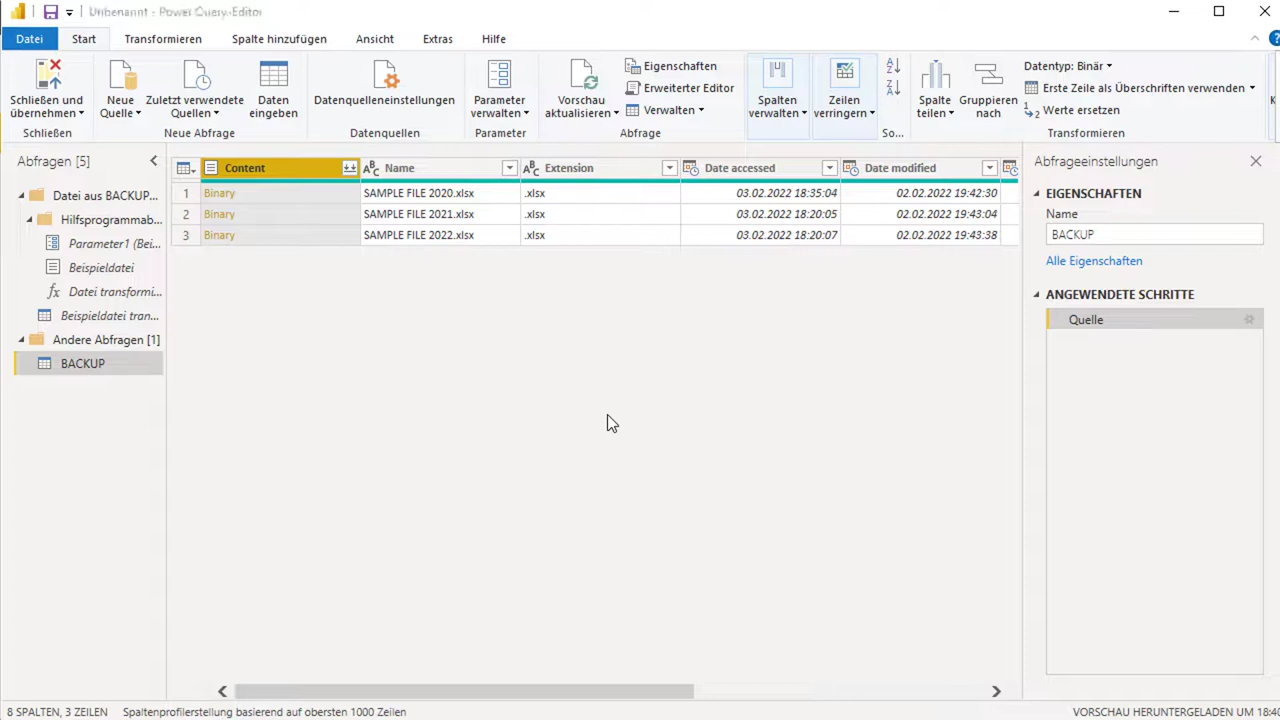 Unbenannt - Power Query-Editor
Datei Start Transformieren Spalte hinzufügen Ansicht Extras Hilfe
Schließen und übernehmen
Neue Quelle
Zuletzt verwendete Quellen
Daten eingeben
Datenquelleneinstellungen
Parameter verwalten
Vorschau aktualisieren
Eigenschaften
Erweiterter Editor
Verwalten
Spalten verwalten
Zeilen verringern
Spalte teilen
Gruppieren nach
Datentyp: Binär
Erste Zeile als Überschriften verwenden
Werte ersetzen
Schließen Neue Abfrage Datenquellen Parameter Abfrage So... Transformieren
Abfragen [5]
Datei aus BACKUP...
Hilfsprogrammab...
Parameter1 (Bei...
Beispieldatei
fx Datei transformi...
Beispieldatei tran...
Andere Abfragen [1]
BACKUP
Content ABC Name ABC Extension Date accessed Date modified
1 Binary SAMPLE FILE 2020.xlsx .xlsx 03.02.2022 18:35:04 02.02.2022 19:42:30
2 Binary SAMPLE FILE 2021.xlsx .xlsx 03.02.2022 18:20:05 02.02.2022 19:43:04
3 Binary SAMPLE FILE 2022.xlsx .xlsx 03.02.2022 18:20:07 02.02.2022 19:43:38
Abfrageeinstellungen
EIGENSCHAFTEN
Name
BACKUP
Alle Eigenschaften
ANGEWENDETE SCHRITTE
Quelle
8 SPALTEN, 3 ZEILEN Spaltenprofilerstellung basierend auf obersten 1000 Zeilen VORSCHAU HERUNTERGELADEN UM 18:40